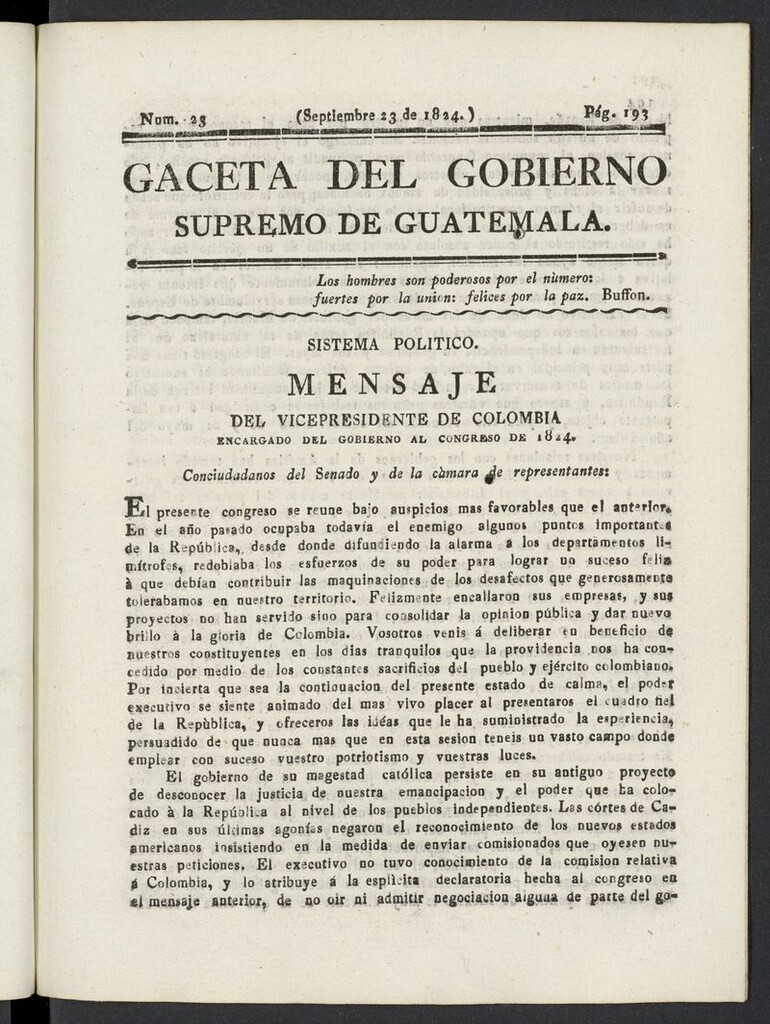 Num. 23 (Septiembre 23 de 1824.) Pág. 193
GACETA DEL GOBIERNO
SUPREMO DE GUATEMALA.
Los hombres son poderosos por el nùmero:
fuertes por la union: felices por la paz. Buffon.
SISTEMA POLITICO.
MENSAJE
DEL VICEPRESIDENTE DE COLOMBIA
ENCARGADO DEL GOBIERNO AL CONGRESO DE 1824.
Conciudadanos del Senado y de la càmara de representantes:
El presente congreso se reune bajo auspicios mas favorables que el anterior.
En el año pasado ocupaba todavía el enemigo algunos puntos importantes
de la República, desde donde difundiendo la alarma á los departamentos li-
mítrofes, redoblaba los esfuerzos de su poder para lograr un suceso feliz
à que debían contribuir las maquinaciones de los desafectos que generosamente
tolerabamos en nuestro territorio. Felizmente encallaron sus empresas, y sus
proyectos no han servido sino para consolidar la opinion pública y dar nuevo
brillo à la gloria de Colombia. Vosotros venis á deliberar en beneficio de
nuestros constituyentes en los dias tranquilos que la providencia nos ha con-
cedido por medio de los constantes sacrificios del pueblo y ejército colombiano.
Por incierta que sea la continuacion del presente estado de calma, el poder
executivo se siente animado del mas vivo placer al presentaros el cuadro fiel
de la Repùblica, y ofreceros las idéas que le ha suministrado la esperiencia,
persuadido de que nunca mas que en esta sesion teneis un vasto campo donde
emplear con suceso vuestro potriotismo y vuestras luces.
El gobierno de su magestad católica persiste en su antiguo proyecto
de desconocer la justicia de nuestra emancipacion y el poder que ha colo-
cado à la República al nivel de los pueblos independientes. Las córtes de Ca-
diz en sus últimas agonías negaron el reconocimiento de los nuevos estados
americanos insistiendo en la medida de enviar comisionados que oyesen nu-
estras peticiones. El executivo no tuvo conocimiento de la comision relativa
á Colombia, y lo atribuye á la esplìcita declaratoria hecha al congreso en
el mensaje anterior, de no oir ni admitir negociacion alguna de parte del go-